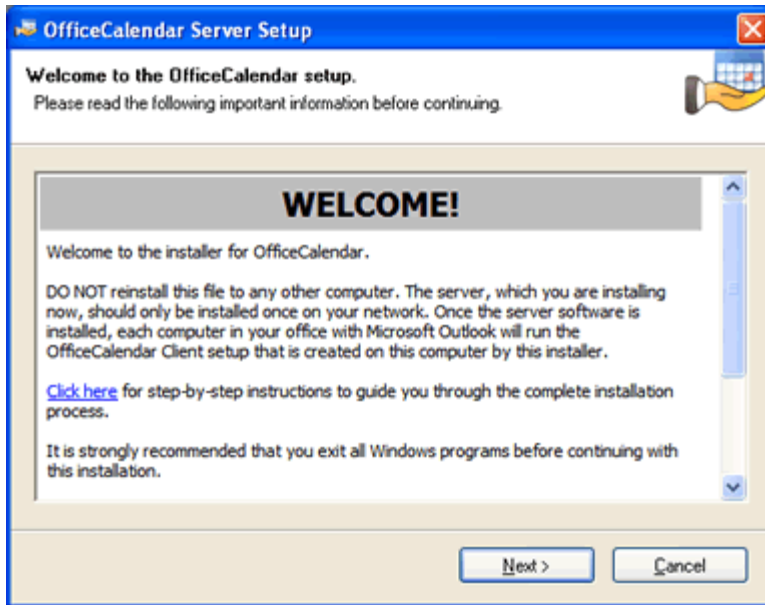 OfficeCalendar Server Setup
Welcome to the OfficeCalendar setup.
Please read the following important information before continuing.
WELCOME!
Welcome to the installer for OfficeCalendar.
DO NOT reinstall this file to any other computer. The server, which you are installing
now, should only be installed once on your network. Once the server software is
installed, each computer in your office with Microsoft Outlook will run the
OfficeCalendar Client setup that is created on this computer by this installer.
Click here for step-by-step instructions to guide you through the complete installation
process.
It is strongly recommended that you exit all Windows programs before continuing with
this installation.
Next >
Cancel